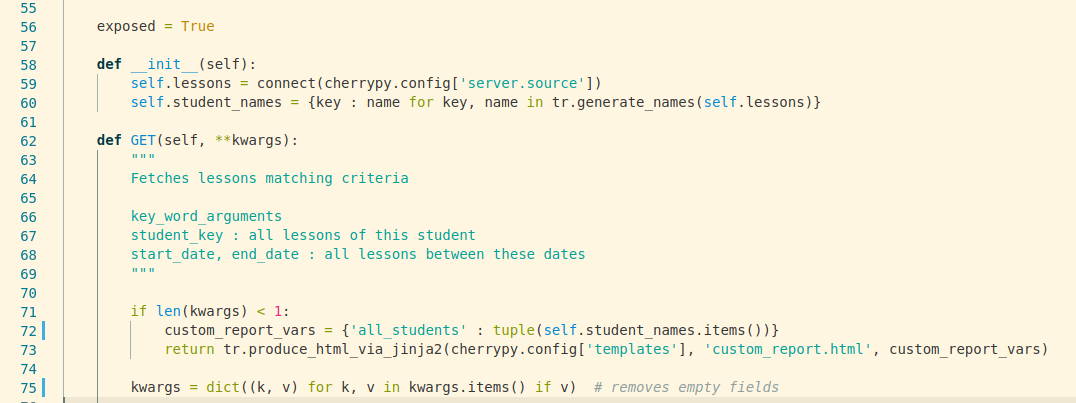 55
56 exposed = True
57
58 def __init__(self):
59 self.lessons = connect(cherrypy.config['server.source'])
60 self.student_names = {key : name for key, name in tr.generate_names(self.lessons)}
61
62 def GET(self, **kwargs):
63 """
64 Fetches lessons matching criteria
65
66 key_word_arguments
67 student_key : all lessons of this student
68 start_date, end_date : all lessons between these dates
69 """
70
71 if len(kwargs) < 1:
72 custom_report_vars = {'all_students' : tuple(self.student_names.items())}
73 return tr.produce_html_via_jinja2(cherrypy.config['templates'], 'custom_report.html', custom_report_vars)
74
75 kwargs = dict((k, v) for k, v in kwargs.items() if v)  # removes empty fields